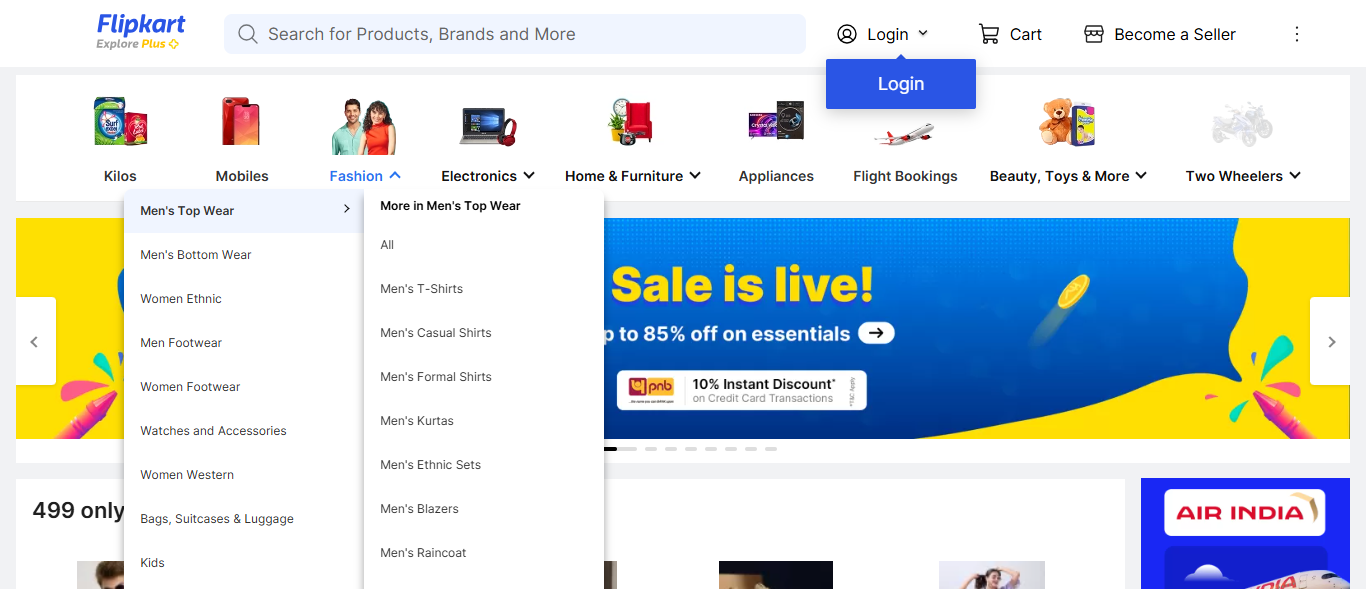 Flipkart
Explore Plus
Search for Products, Brands and More
Login
Cart
Become a Seller
Login
Kilos
Mobiles
Fashion
Electronics
Home & Furniture
Appliances
Flight Bookings
Beauty, Toys & More
Two Wheelers
Men's Top Wear
Men's Bottom Wear
Women Ethnic
Men Footwear
Women Footwear
Watches and Accessories
Women Western
Bags, Suitcases & Luggage
Kids
More in Men's Top Wear
All
Men's T-Shirts
Men's Casual Shirts
Men's Formal Shirts
Men's Kurtas
Men's Ethnic Sets
Men's Blazers
Men's Raincoat
Sale is live!
p to 85% off on essentials
pnb
10% Instant Discount*
on Credit Card Transactions
*T&C Apply
499 only
AIR INDIA